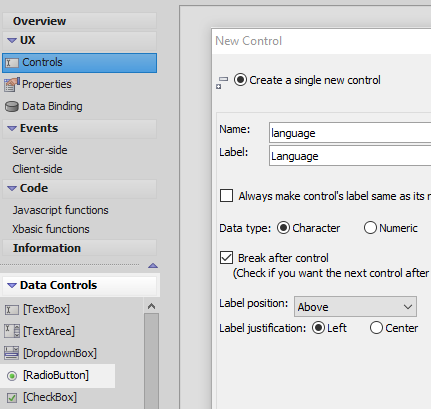 Overview
UX
Controls
Properties
Data Binding
Events
Server-side
Client-side
Code
Javascript functions
Xbasic functions
Information
Data Controls
[TextBox]
[TextArea]
[DropdownBox]
[RadioButton]
[CheckBox]
New Control
Create a single new control
Name: language
Label: Language
Always make control's label same as its
Data type: Character Numeric
Break after control
(Check if you want the next control after
Label position: Above
Label justification: Left Center